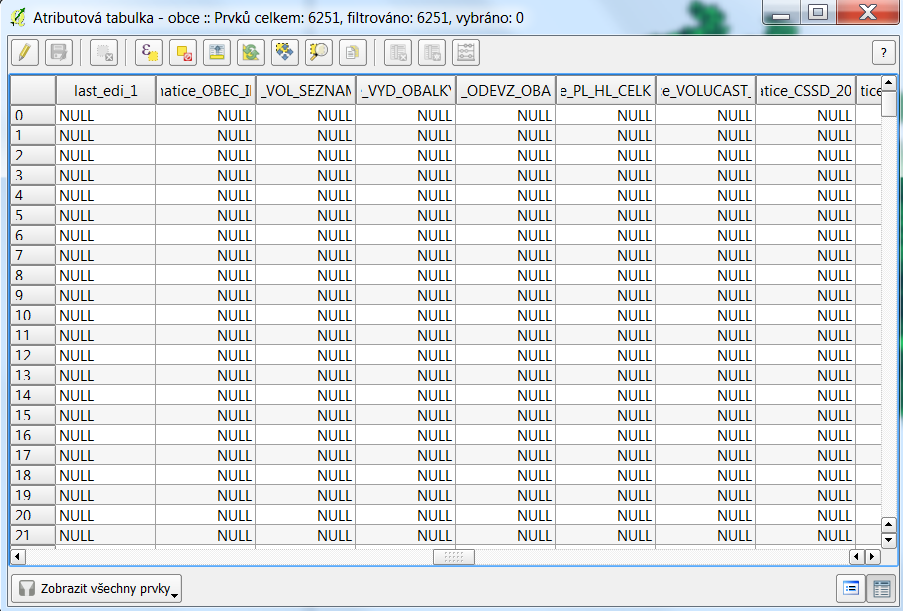 Atributová tabulka - obce :: Prvků celkem: 6251, filtrováno: 6251, vybráno: 0
ε
?
last_edi_1 natice_OBEC_I _VOL_SEZNAM _VYD_OBALKY _ODEVZ_OBA e_PL_HL_CELK e_VOLUCAST_ atice_CSSD_20 tice
0 NULL NULL NULL NULL NULL NULL NULL NULL
1 NULL NULL NULL NULL NULL NULL NULL NULL
2 NULL NULL NULL NULL NULL NULL NULL NULL
3 NULL NULL NULL NULL NULL NULL NULL NULL
4 NULL NULL NULL NULL NULL NULL NULL NULL
5 NULL NULL NULL NULL NULL NULL NULL NULL
6 NULL NULL NULL NULL NULL NULL NULL NULL
7 NULL NULL NULL NULL NULL NULL NULL NULL
8 NULL NULL NULL NULL NULL NULL NULL NULL
9 NULL NULL NULL NULL NULL NULL NULL NULL
10 NULL NULL NULL NULL NULL NULL NULL NULL
11 NULL NULL NULL NULL NULL NULL NULL NULL
12 NULL NULL NULL NULL NULL NULL NULL NULL
13 NULL NULL NULL NULL NULL NULL NULL NULL
14 NULL NULL NULL NULL NULL NULL NULL NULL
15 NULL NULL NULL NULL NULL NULL NULL NULL
16 NULL NULL NULL NULL NULL NULL NULL NULL
17 NULL NULL NULL NULL NULL NULL NULL NULL
18 NULL NULL NULL NULL NULL NULL NULL NULL
19 NULL NULL NULL NULL NULL NULL NULL NULL
20 NULL NULL NULL NULL NULL NULL NULL NULL
21 NULL NULL NULL NULL NULL NULL NULL NULL
Zobrazit všechny prvky